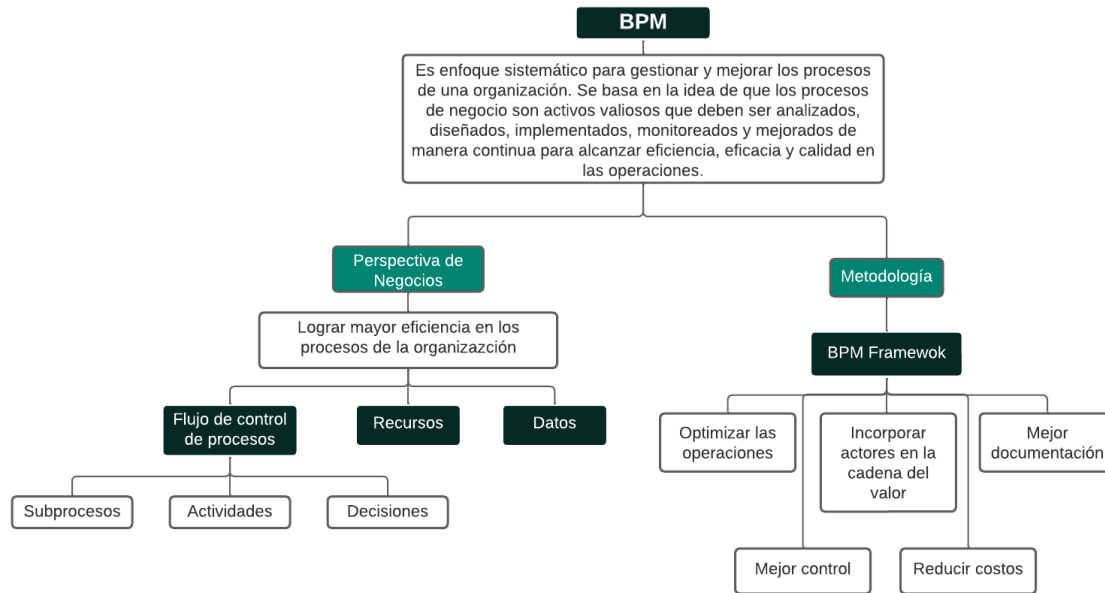 BPM
Es enfoque sistemático para gestionar y mejorar los procesos
de una organización. Se basa en la idea de que los procesos
de negocio son activos valiosos que deben ser analizados,
diseñados, implementados, monitoreados y mejorados de
manera continua para alcanzar eficiencia, eficacia y calidad en
las operaciones.
Perspectiva de
Negocios
Lograr mayor eficiencia en los
procesos de la organizazción
Flujo de control
de procesos
Recursos
Datos
Subprocesos
Actividades
Decisiones
Metodología
BPM Framewok
Optimizar las
operaciones
Incorporar
actores en la
cadena del
valor
Mejor
documentación
Mejor control
Reducir costos